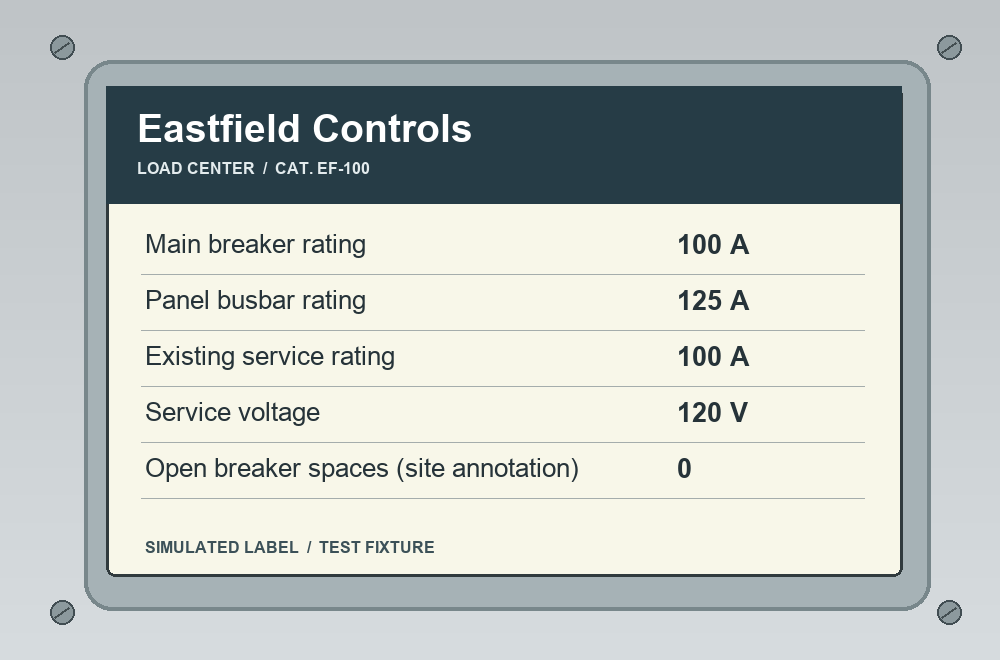 Eastfield Controls
LOAD CENTER / CAT. EF-100
Main breaker rating 100 A
Panel busbar rating 125 A
Existing service rating 100 A
Service voltage 120 V
Open breaker spaces (site annotation) 0
SIMULATED LABEL / TEST FIXTURE